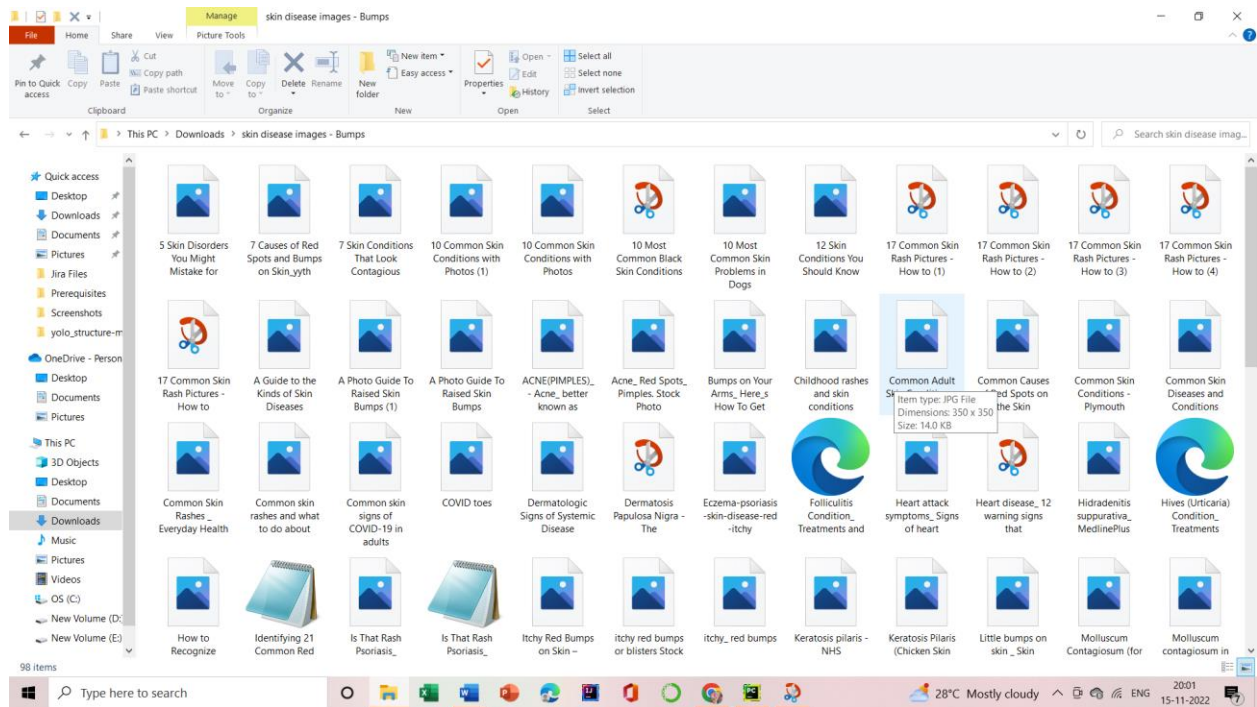 Manage
skin disease images - Bumps
File
Home
Share
View
Picture Tools
Pin to Quick
access
Copy
Paste
Cut
Copy path
Paste shortcut
Clipboard
Move
to
Copy
to
Delete
Rename
Organize
New
folder
New item
Easy access
New
Properties
Open
Edit
History
Open
Select all
Select none
Invert selection
Select
This PC > Downloads > skin disease images - Bumps
Search skin disease imag...
Quick access
Desktop
Downloads
Documents
Pictures
Jira Files
Prerequisites
Screenshots
yolo_structure-m
OneDrive - Person
Desktop
Documents
Pictures
This PC
3D Objects
Desktop
Documents
Downloads
Music
Pictures
Videos
OS (C:)
New Volume (D:
New Volume (E:)
5 Skin Disorders
You Might
Mistake for
7 Causes of Red
Spots and Bumps
on Skin_yyth
7 Skin Conditions
That Look
Contagious
10 Common Skin
Conditions with
Photos (1)
10 Common Skin
Conditions with
Photos
10 Most
Common Black
Skin Conditions
10 Most
Common Skin
Problems in
Dogs
12 Skin
Conditions You
Should Know
17 Common Skin
Rash Pictures -
How to (1)
17 Common Skin
Rash Pictures -
How to (2)
17 Common Skin
Rash Pictures -
How to (3)
17 Common Skin
Rash Pictures -
How to (4)
17 Common Skin
Rash Pictures -
How to
A Guide to the
Kinds of Skin
Diseases
A Photo Guide To
Raised Skin
Bumps (1)
A Photo Guide To
Raised Skin
Bumps
ACNE(PIMPLES)_
- Acne_ better
known as
Acne_ Red Spots_
Pimples. Stock
Photo
Bumps on Your
Arms_ Here_s
How To Get
Childhood rashes
and skin
conditions
Common Adult
Item type: JPG File
Dimensions: 350 x 350
Size: 14.0 KB
Common Causes
of Red Spots on
the Skin
Common Skin
Conditions -
Plymouth
Common Skin
Diseases and
Conditions
Common Skin
Rashes _
Everyday Health
Common skin
rashes and what
to do about
Common skin
signs of
COVID-19 in
adults
COVID toes
Dermatologic
Signs of Systemic
Disease
Dermatosis
Papulosa Nigra -
The
Eczema-psoriasis
-skin-disease-red
-itchy
Folliculitis
Condition_
Treatments and
Heart attack
symptoms_ Signs
of heart
Heart disease_ 12
warning signs
that
Hidradenitis
suppurativa_
MedlinePlus
Hives (Urticaria)
Condition_
Treatments
How to
Recognize
Identifying 21
Common Red
Is That Rash
Psoriasis_
Is That Rash
Psoriasis_
Itchy Red Bumps
on Skin –
itchy red bumps
or blisters Stock
itchy_ red bumps
Keratosis pilaris -
NHS
Keratosis Pilaris
(Chicken Skin
Little bumps on
skin _ Skin
Molluscum
Contagiosum (for
Molluscum
contagiosum in
98 items
Type here to search
28°C Mostly cloudy
ENG
20:01
15-11-2022